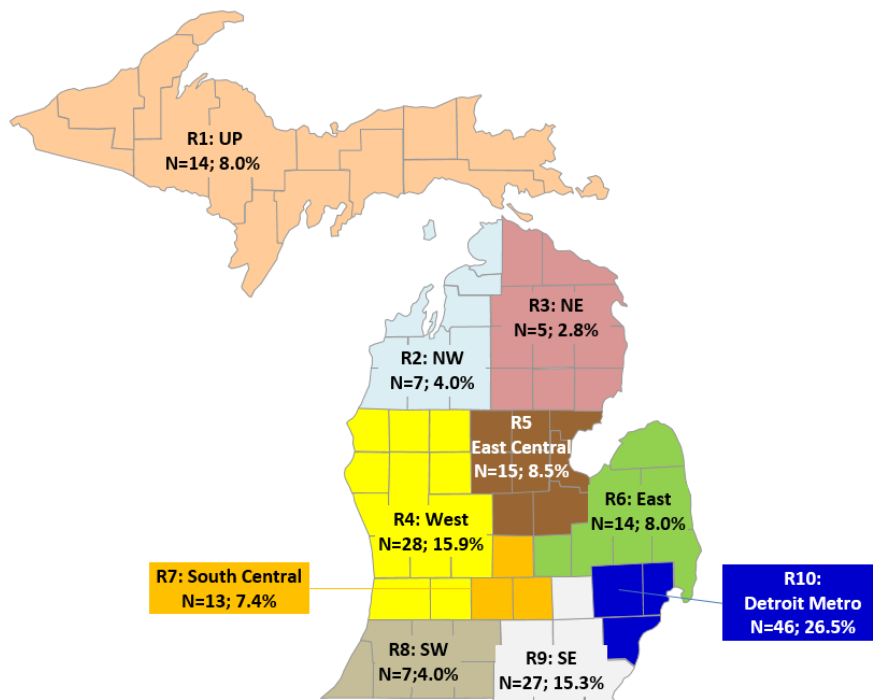 R1: UP
N=14; 8.0%
R3: NE
N=5; 2.8%
R2: NW
N=7; 4.0%
R5
East Central
N=15; 8.5%
R6: East
N=14; 8.0%
R4: West
N=28; 15.9%
R7: South Central
N=13; 7.4%
R10:
Detroit Metro
N=46; 26.5%
R8: SW
N=7;4.0%
R9: SE
N=27; 15.3%